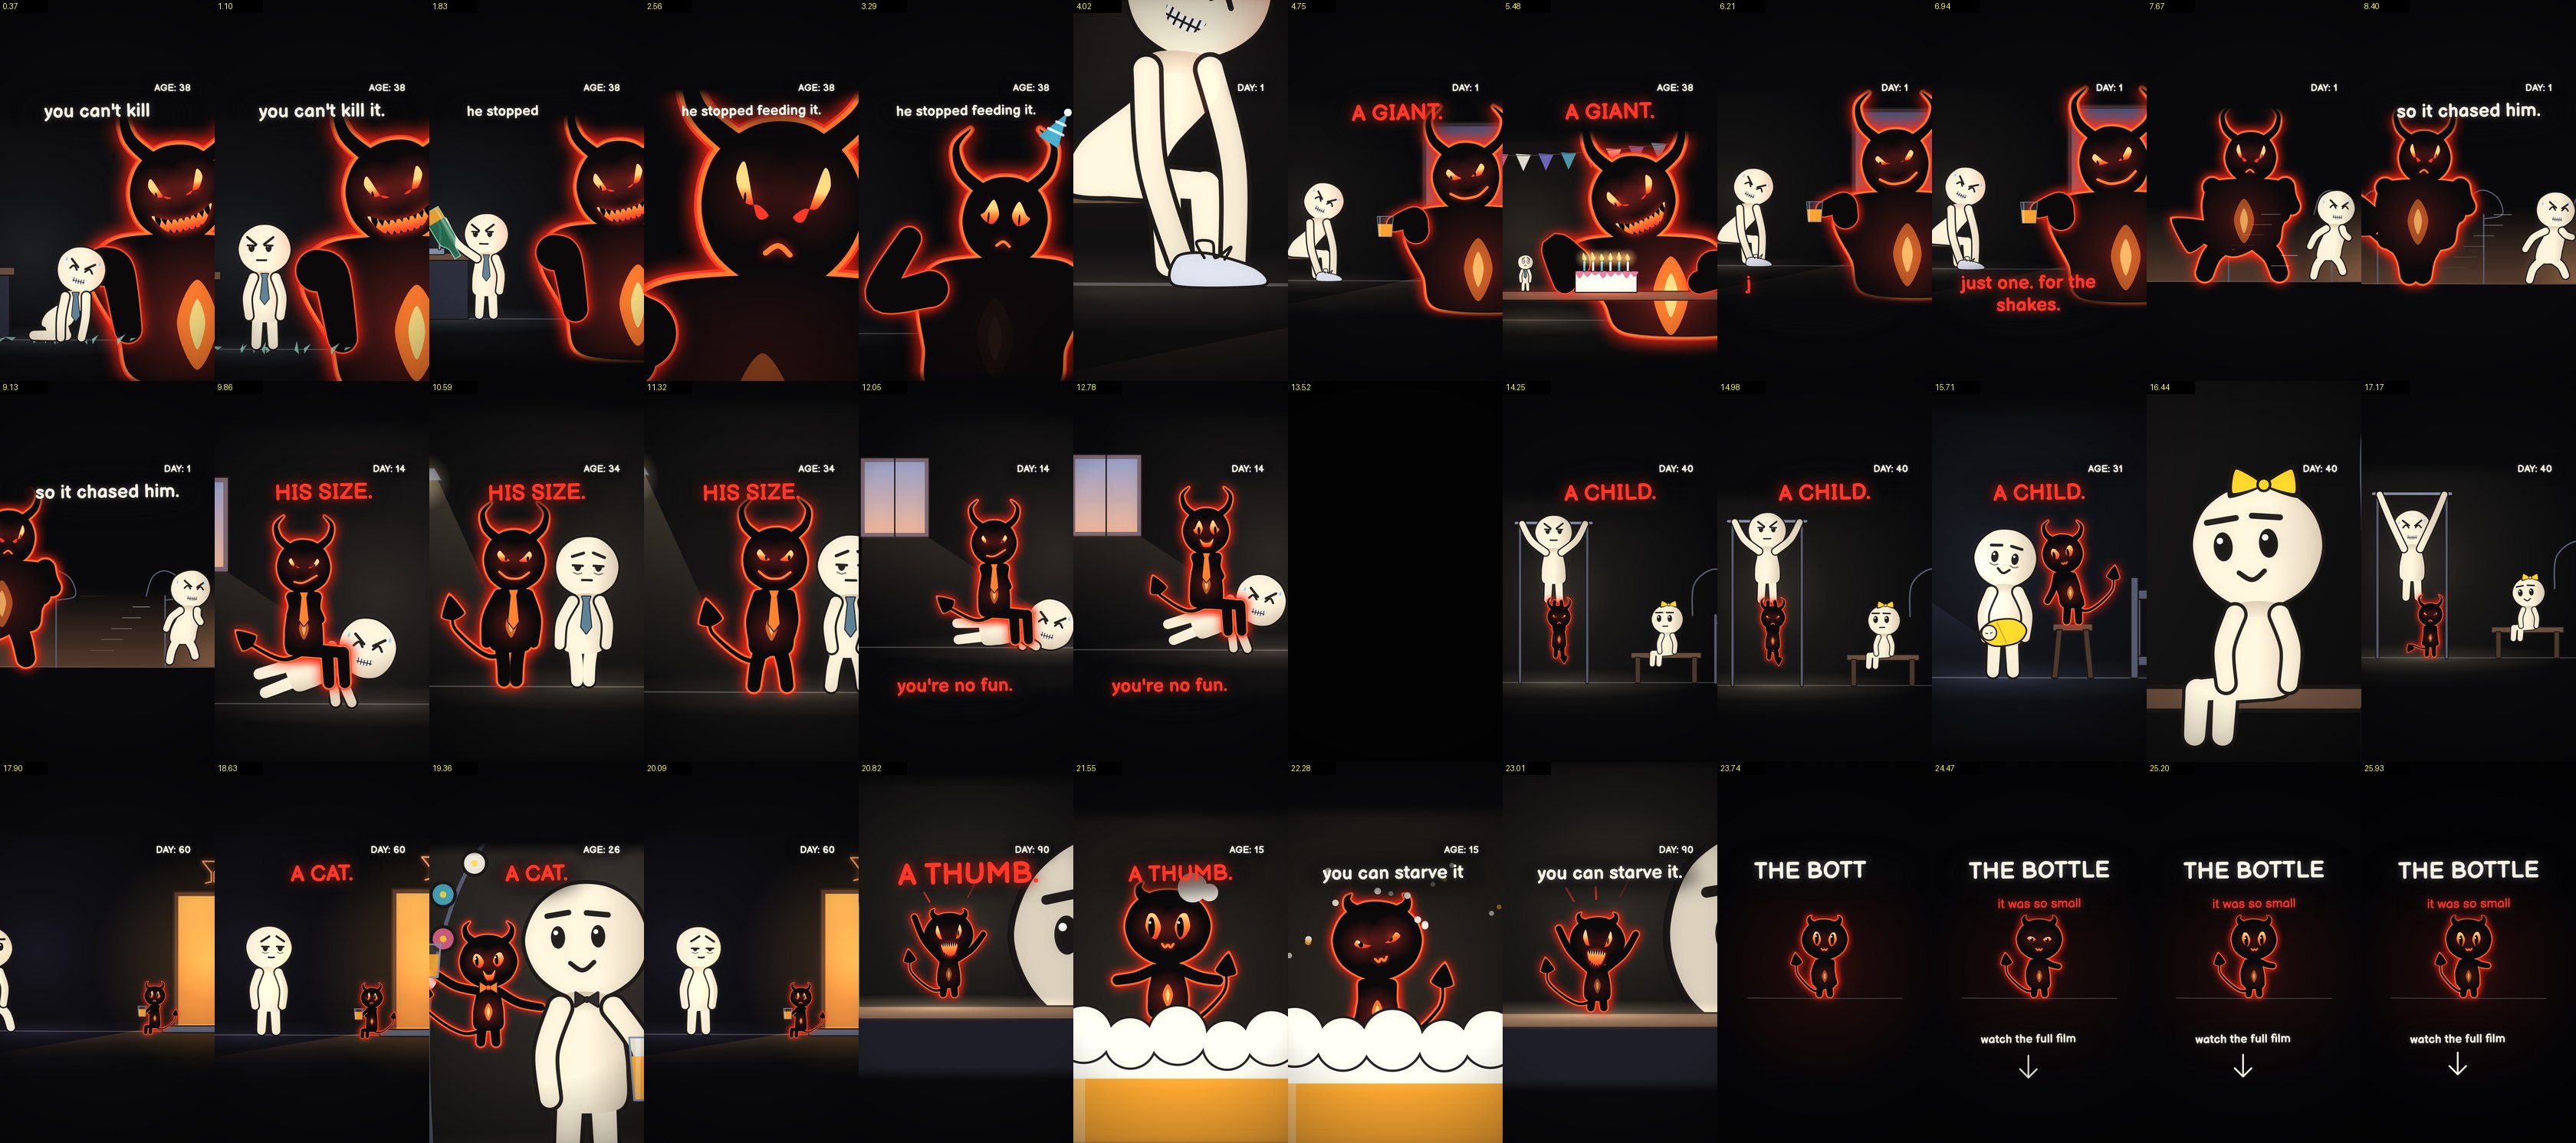 0.37
AGE: 38
you can't kill
1.10
AGE: 38
you can't kill it.
1.83
AGE: 38
he stopped
2.56
AGE: 38
he stopped feeding it.
3.29
AGE: 38
he stopped feeding it.
4.02
DAY: 1
4.75
DAY: 1
A GIANT.
5.48
AGE: 38
A GIANT.
6.21
DAY: 1
j
6.94
DAY: 1
just one. for the
shakes.
7.67
DAY: 1
8.40
DAY: 1
so it chased him.
9.13
DAY: 1
so it chased him.
9.86
DAY: 14
HIS SIZE.
10.59
AGE: 34
HIS SIZE.
11.32
AGE: 34
HIS SIZE.
12.05
DAY: 14
you're no fun.
12.78
DAY: 14
you're no fun.
13.52
14.25
DAY: 40
A CHILD.
14.98
DAY: 40
A CHILD.
15.71
AGE: 31
A CHILD.
16.44
DAY: 40
17.17
DAY: 40
17.90
DAY: 60
18.63
DAY: 60
A CAT.
19.36
AGE: 26
A CAT.
20.09
DAY: 60
20.82
DAY: 90
A THUMB.
21.55
AGE: 15
A THUMB.
22.28
AGE: 15
you can starve it
23.01
DAY: 90
you can starve it.
23.74
THE BOTT
24.47
THE BOTTLE
it was so small
watch the full film
25.20
THE BOTTLE
it was so small
watch the full film
25.93
THE BOTTLE
it was so small
watch the full film